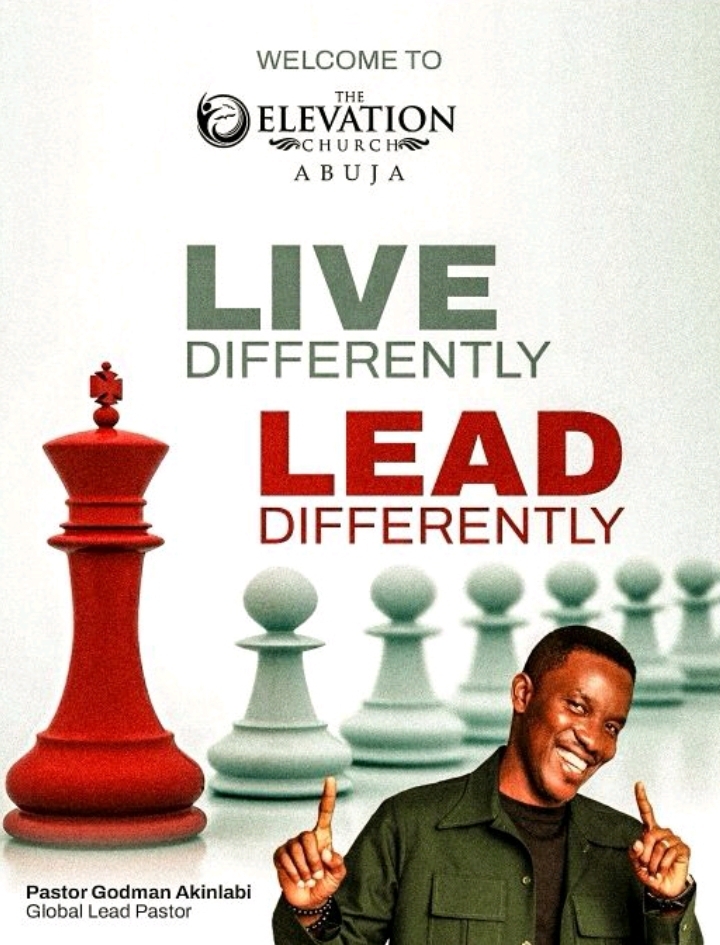 WELCOME TO
THE
ELEVATION
CHURCH
ABUJA
LIVE
DIFFERENTLY
LEAD
DIFFERENTLY
Pastor Godman Akinlabi
Global Lead Pastor